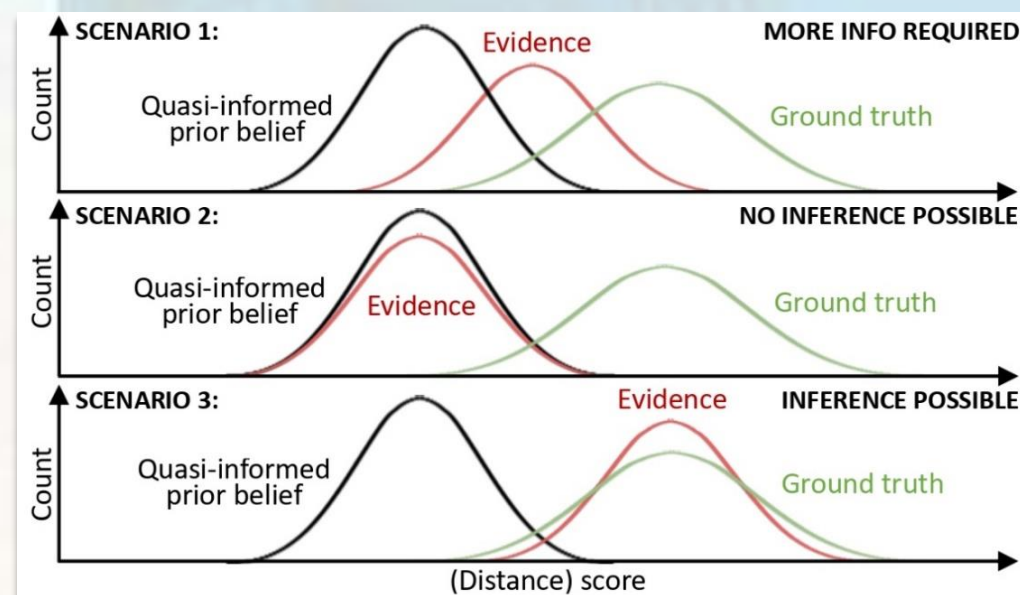 SCENARIO 1:
MORE INFO REQUIRED
Evidence
Quasi-informed
prior belief
Ground truth
Count
SCENARIO 2:
NO INFERENCE POSSIBLE
Quasi-informed
prior belief
Evidence
Ground truth
Count
SCENARIO 3:
Evidence
INFERENCE POSSIBLE
Quasi-informed
prior belief
Ground truth
Count
(Distance) score